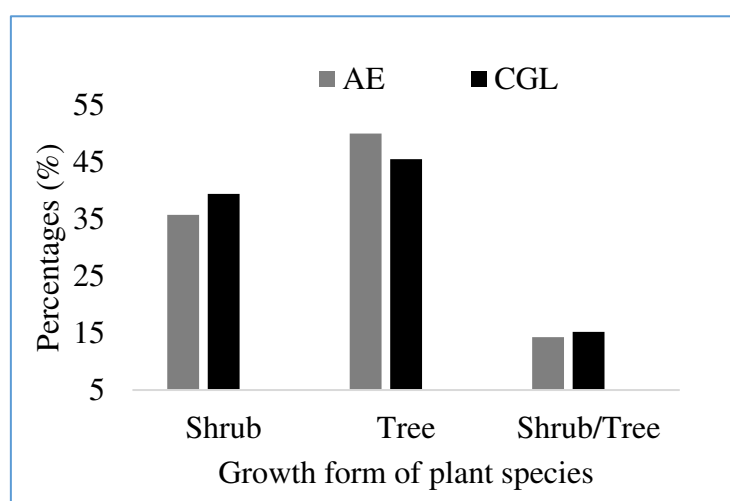 AE CGL
Percentages (%)
55
45
35
25
15
5
Shrub Tree Shrub/Tree
Growth form of plant species